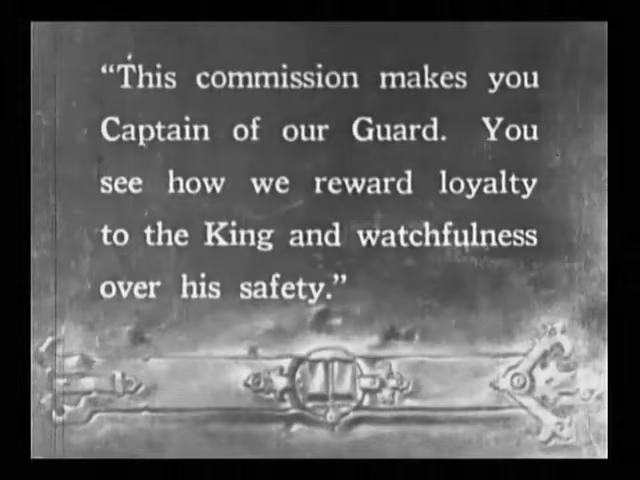 “This commission makes you
Captain of our Guard. You
see how we reward loyalty
to the King and watchfulness
over his safety.”